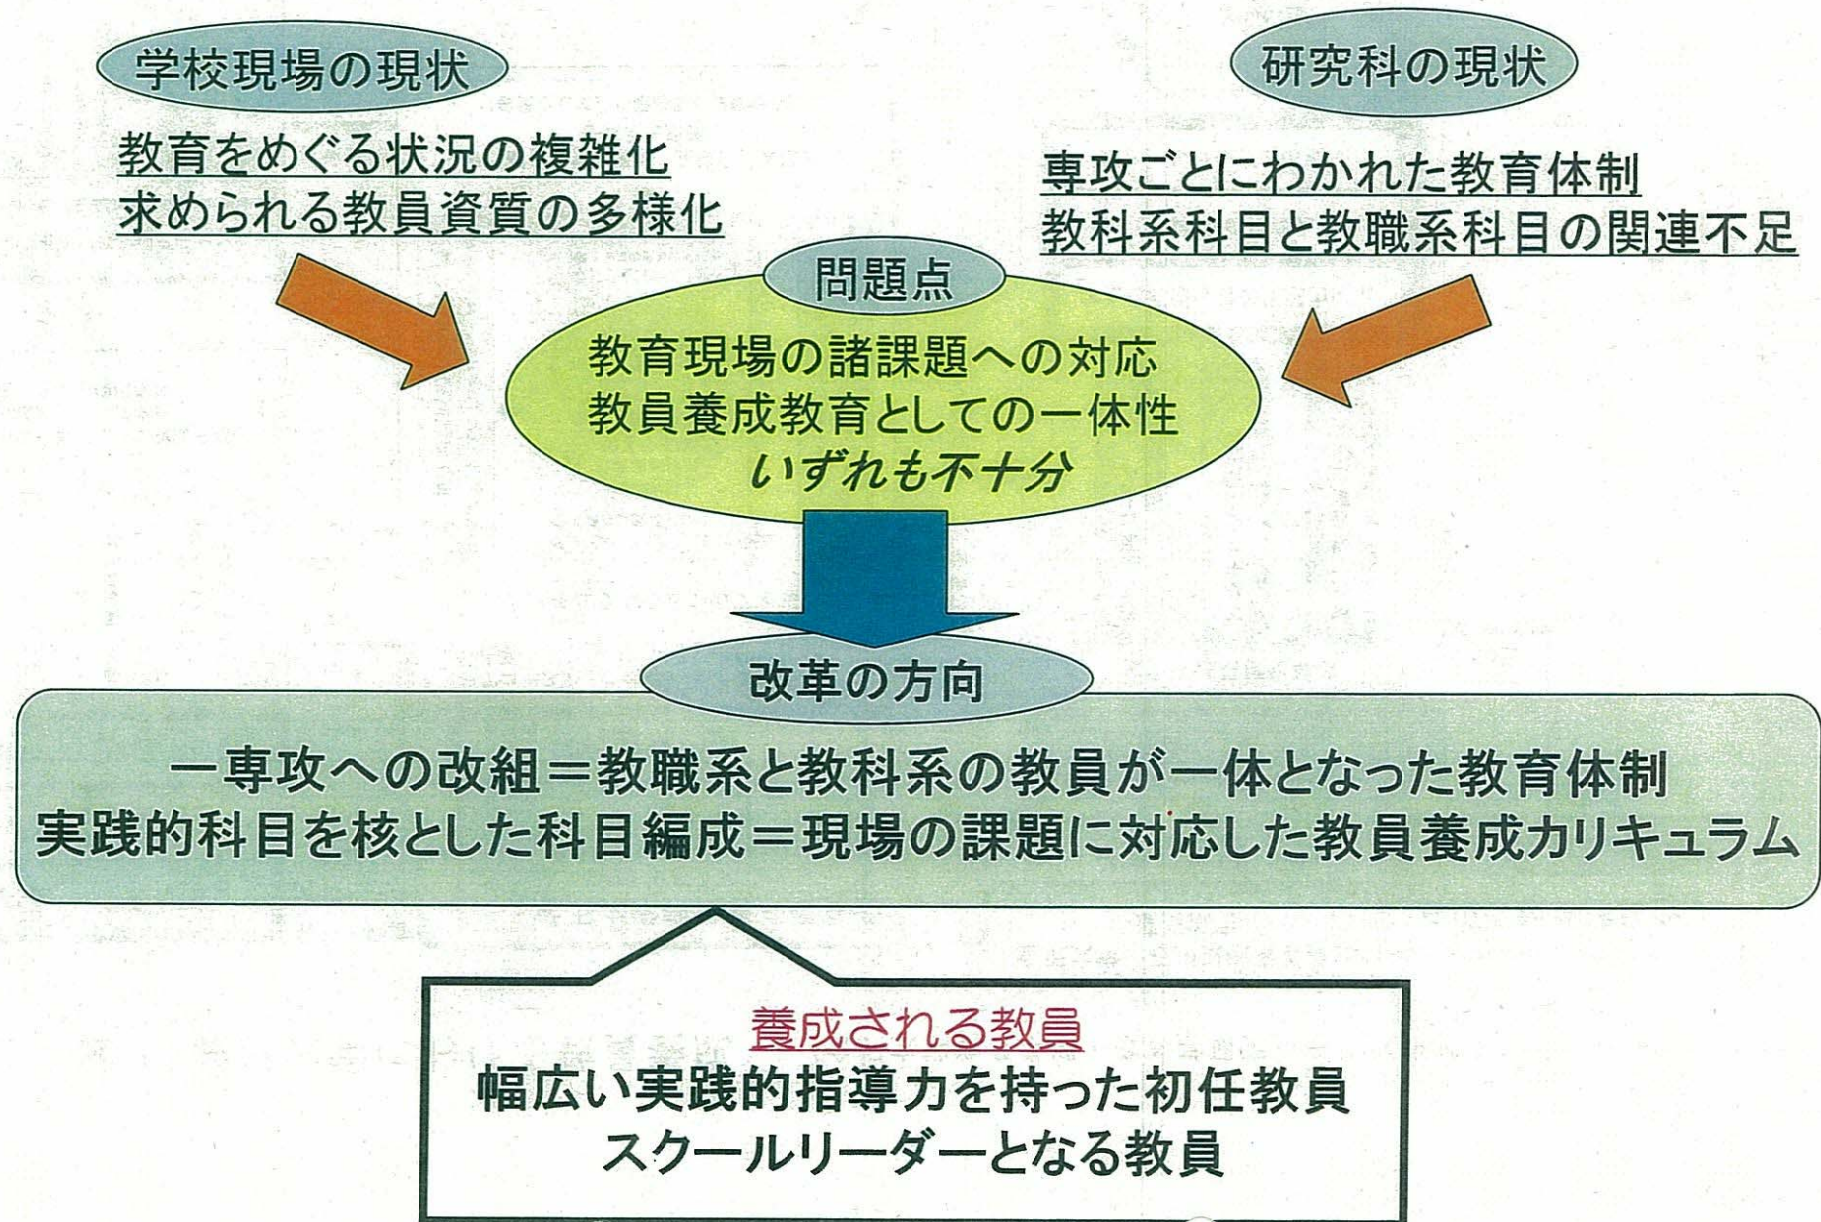 学校現場の現状
教育をめぐる状況の複雑化
求められる教員資質の多様化
研究科の現状
専攻ごとにわかれた教育体制
教科系科目と教職系科目の関連不足
問題点
教育現場の諸課題への対応
教員養成教育としての一体性
いずれも不十分
改革の方向
一専攻への改組＝教職系と教科系の教員が一体となった教育体制
実践的科目を核とした科目編成＝現場の課題に対応した教員養成カリキュラム
養成される教員
幅広い実践的指導力を持った初任教員
スクールリーダーとなる教員